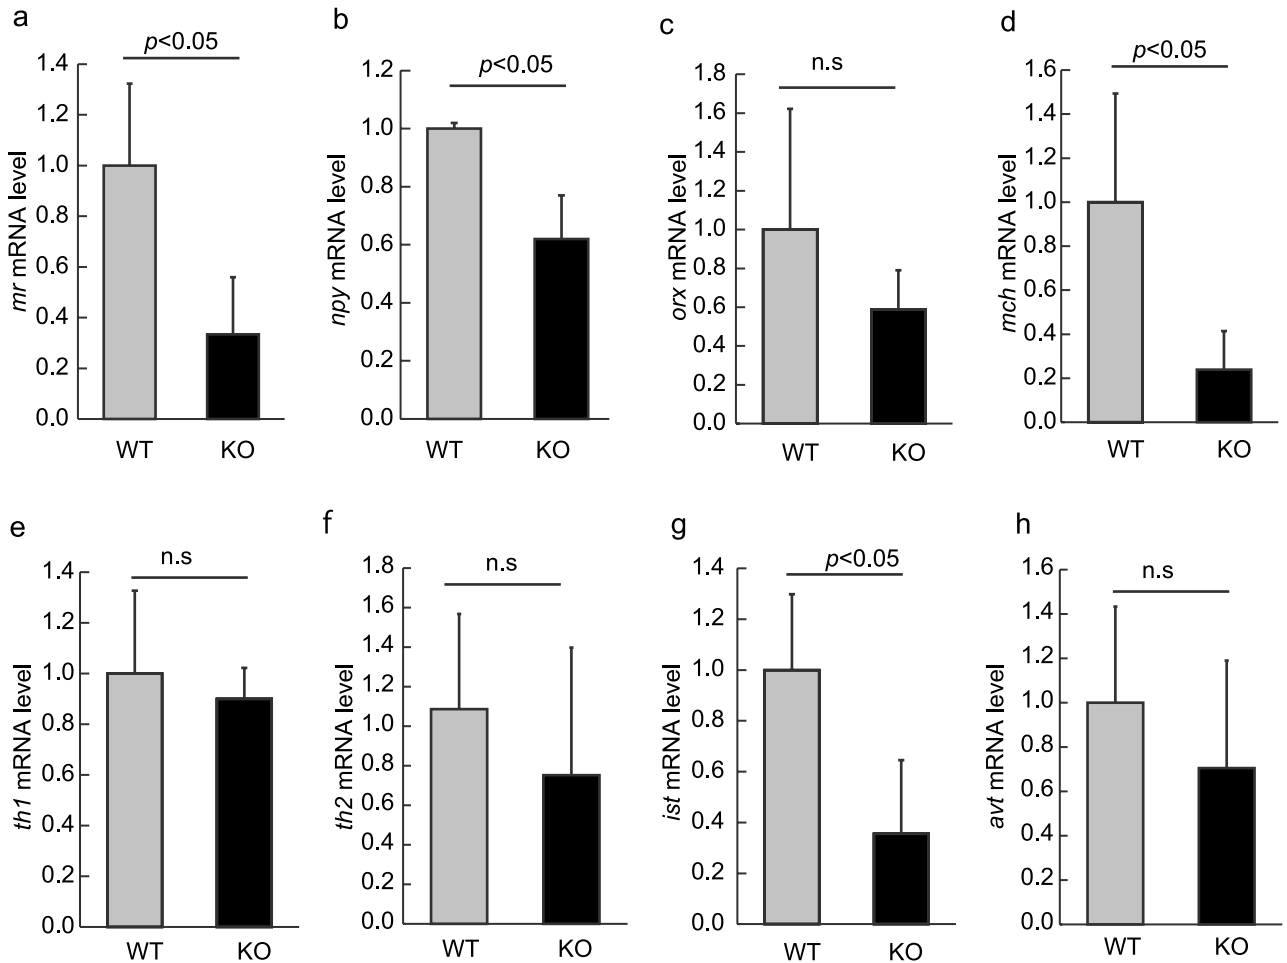 a
p<0.05
mr mRNA level
1.4
1.2
1.0
0.8
0.6
0.4
0.2
0.0
WT KO
b
p<0.05
npy mRNA level
1.2
1.0
0.8
0.6
0.4
0.2
0.0
WT KO
c
n.s
orx mRNA level
1.8
1.6
1.4
1.2
1.0
0.8
0.6
0.4
0.2
0.0
WT KO
d
p<0.05
mch mRNA level
1.6
1.4
1.2
1.0
0.8
0.6
0.4
0.2
0.0
WT KO
e
n.s
th1 mRNA level
1.4
1.2
1.0
0.8
0.6
0.4
0.2
0.0
WT KO
f
n.s
th2 mRNA level
1.8
1.6
1.4
1.2
1.0
0.8
0.6
0.4
0.2
0.0
WT KO
g
p<0.05
ist mRNA level
1.4
1.2
1.0
0.8
0.6
0.4
0.2
0.0
WT KO
h
n.s
avt mRNA level
1.6
1.4
1.2
1.0
0.8
0.6
0.4
0.2
0.0
WT KO